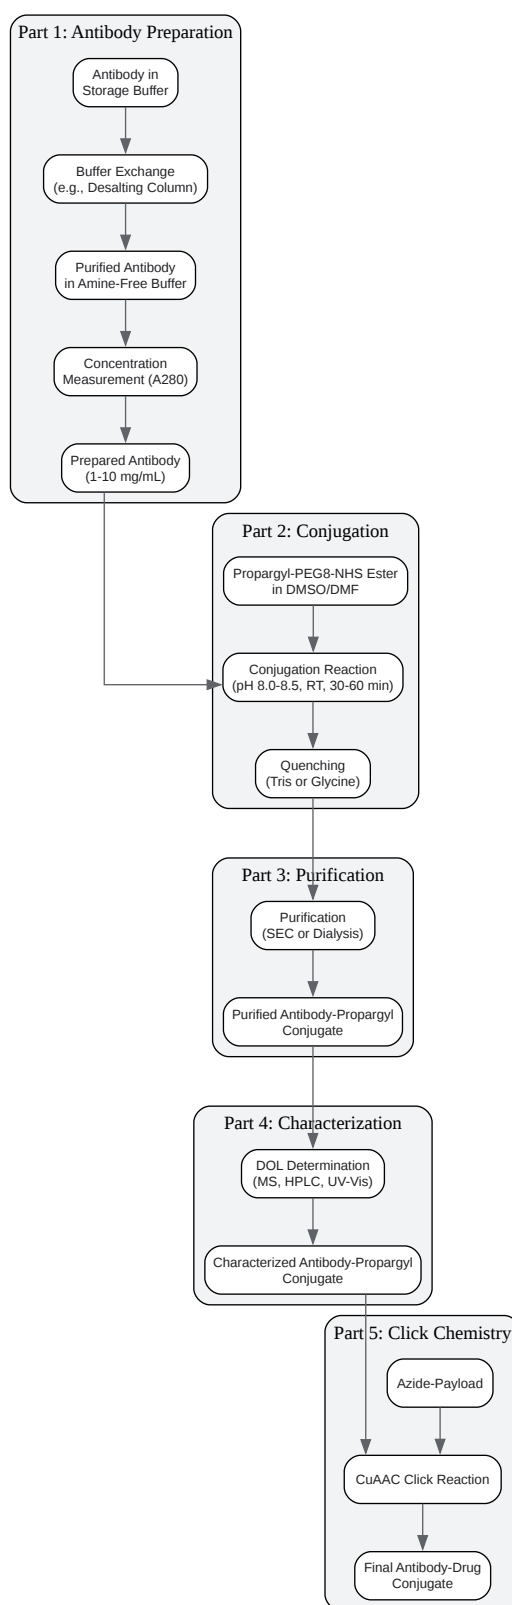 Part 1: Antibody Preparation
Antibody in
Storage Buffer
Buffer Exchange
(e.g., Desalting Column)
Purified Antibody
in Amine-Free Buffer
Concentration
Measurement (A280)
Prepared Antibody
(1-10 mg/mL)
Part 2: Conjugation
Propargyl-PEG8-NHS Ester
in DMSO/DMF
Conjugation Reaction
(pH 8.0-8.5, RT, 30-60 min)
Quenching
(Tris or Glycine)
Part 3: Purification
Purification
(SEC or Dialysis)
Purified Antibody-Propargyl
Conjugate
Part 4: Characterization
DOL Determination
(MS, HPLC, UV-Vis)
Characterized Antibody-Propargyl
Conjugate
Part 5: Click Chemistry
Azide-Payload
CuAAC Click Reaction
Final Antibody-Drug
Conjugate